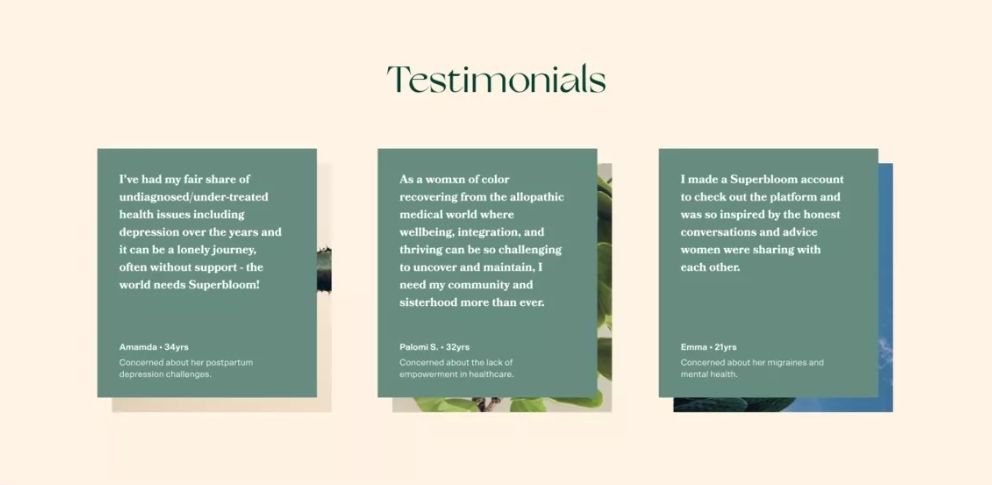 Testimonials
I've had my fair share of
undiagnosed/under-treated
health issues including
depression over the years and
it can be a lonely journey,
often without support - the
world needs Superbloom!
Amamda • 34yrs
Concerned about her postpartum
depression challenges.
As a womxn of color
recovering from the allopathic
medical world where
wellbeing, integration, and
thriving can be so challenging
to uncover and maintain, I
need my community and
sisterhood more than ever.
Palomi S. • 32yrs
Concerned about the lack of
empowerment in healthcare.
I made a Superbloom account
to check out the platform and
was so inspired by the honest
conversations and advice
women were sharing with
each other.
Emma • 21yrs
Concerned about her migraines and
mental health.